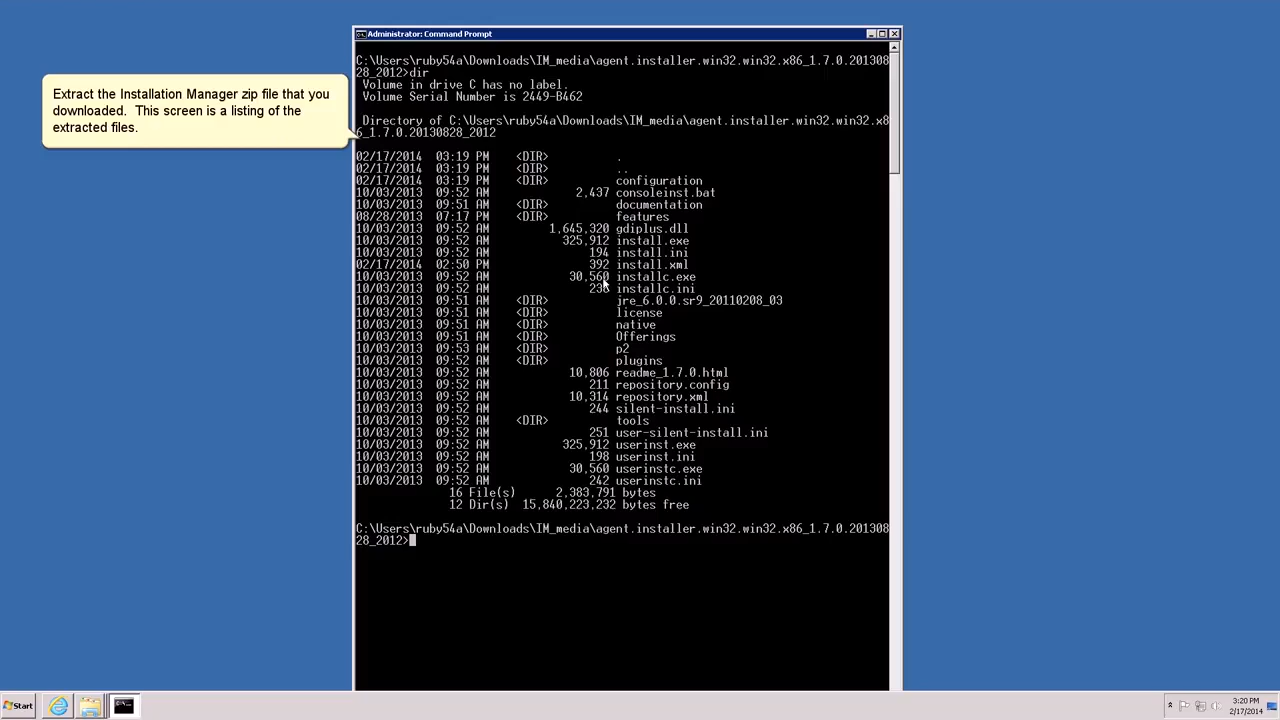 Administrator: Command Prompt
C:\Users\ruby54a\Downloads\IM_media\agent.installer.win32.win32.x86_1.7.0.201308
28_2012>dir
 Volume in drive C has no label.
 Volume Serial Number is 2449-B462
 Directory of C:\Users\ruby54a\Downloads\IM_media\agent.installer.win32.win32.x8
6_1.7.0.20130828_2012
Extract the Installation Manager zip file that you
downloaded. This screen is a listing of the
extracted files.
02/17/2014 03:19 PM <DIR> .
02/17/2014 03:19 PM <DIR> ..
02/17/2014 03:19 PM <DIR> configuration
10/03/2013 09:52 AM 2,437 consoleinst.bat
10/03/2013 09:51 AM <DIR> documentation
08/28/2013 07:17 PM <DIR> features
10/03/2013 09:52 AM 1,645,320 gdiplus.dll
10/03/2013 09:52 AM 325,912 install.exe
10/03/2013 09:52 AM 194 install.ini
02/17/2014 02:50 PM 392 install.xml
10/03/2013 09:52 AM 30,560 installc.exe
10/03/2013 09:52 AM installc.ini
10/03/2013 09:51 AM <DIR> jre_6.0.0.sr9_20110208_03
10/03/2013 09:51 AM <DIR> license
10/03/2013 09:51 AM <DIR> native
10/03/2013 09:51 AM <DIR> Offerings
10/03/2013 09:53 AM <DIR> p2
10/03/2013 09:52 AM <DIR> plugins
10/03/2013 09:52 AM 10,806 readme_1.7.0.html
10/03/2013 09:52 AM 211 repository.config
10/03/2013 09:52 AM 10,314 repository.xml
10/03/2013 09:52 AM 244 silent-install.ini
10/03/2013 09:52 AM <DIR> tools
10/03/2013 09:52 AM 251 user-silent-install.ini
10/03/2013 09:52 AM 325,912 userinst.exe
10/03/2013 09:52 AM 198 userinst.ini
10/03/2013 09:52 AM 30,560 userinstc.exe
10/03/2013 09:52 AM 242 userinstc.ini
16 File(s) 2,383,791 bytes
12 Dir(s) 15,840,223,232 bytes free
C:\Users\ruby54a\Downloads\IM_media\agent.installer.win32.win32.x86_1.7.0.201308
28_2012>
Start
3:20 PM
2/17/2014